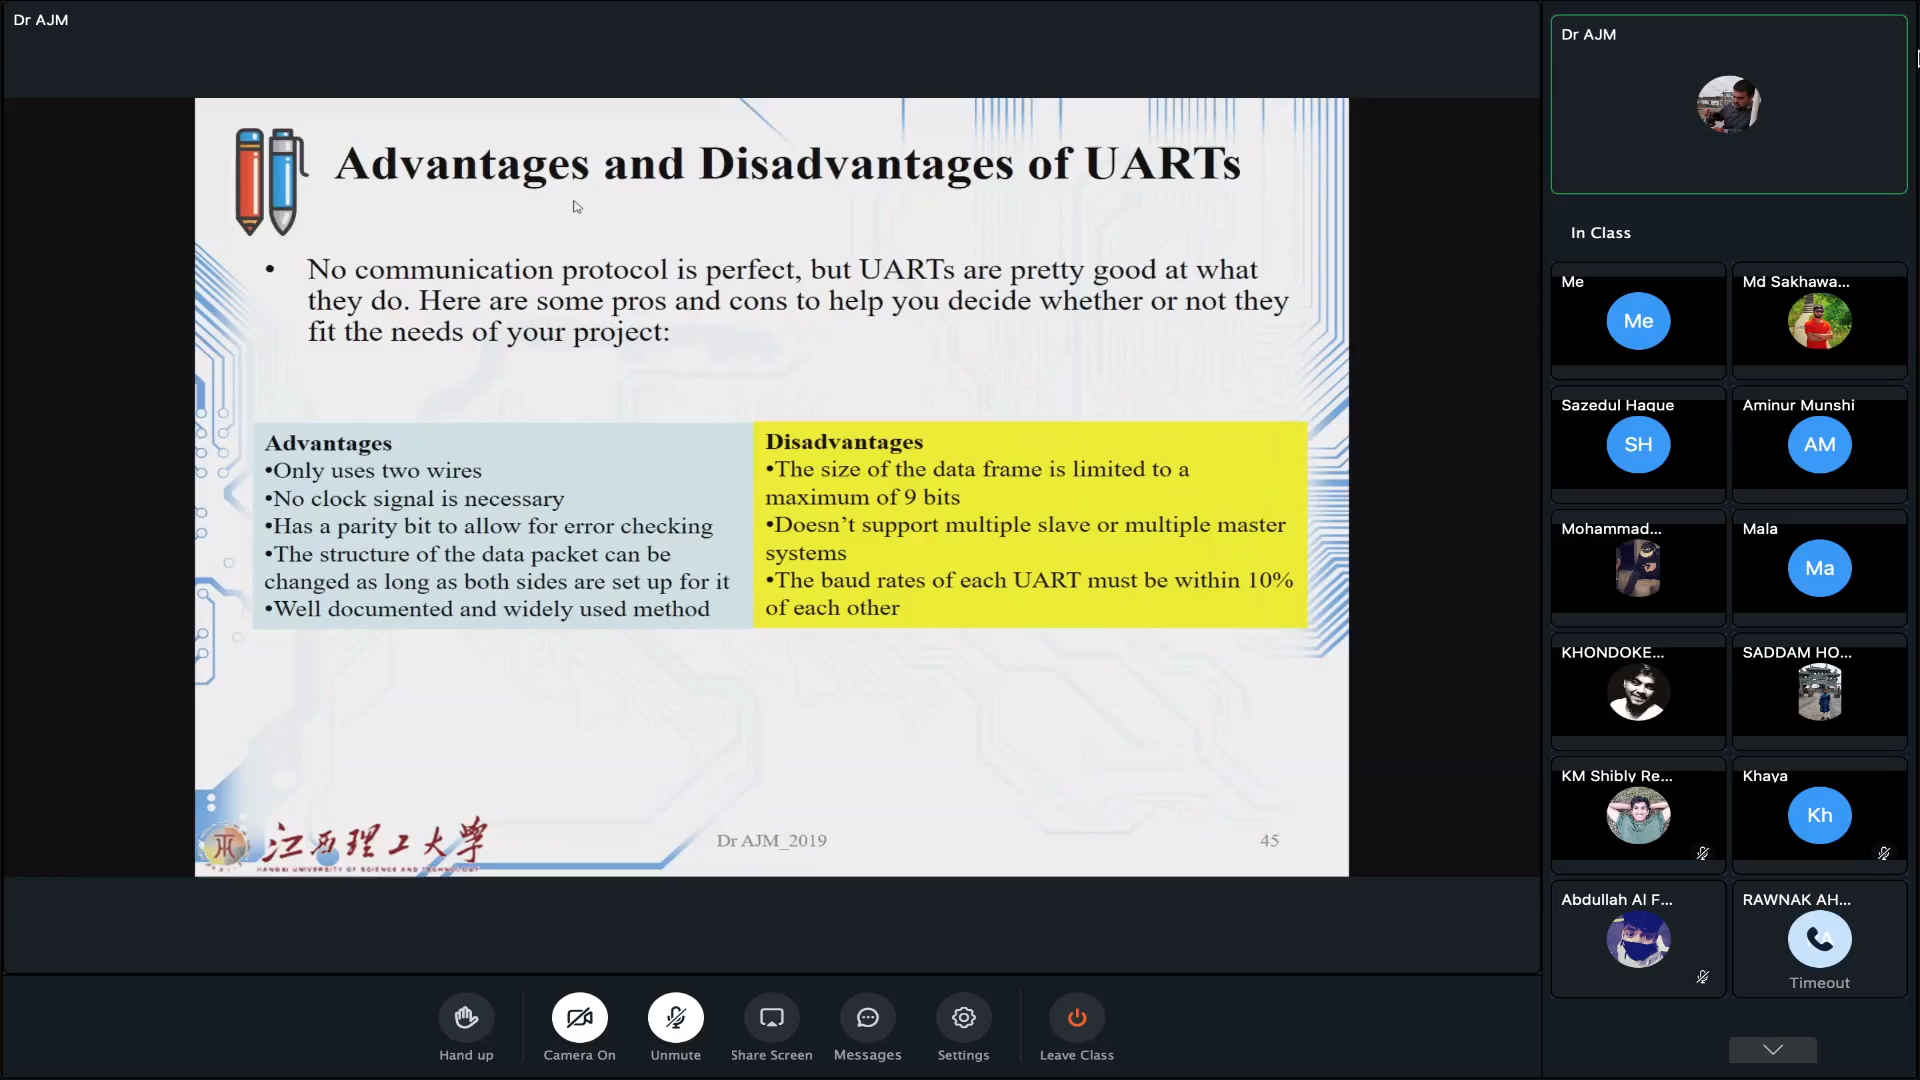 Dr AJM
Advantages and Disadvantages of UARTs
• No communication protocol is perfect, but UARTs are pretty good at what
they do. Here are some pros and cons to help you decide whether or not they
fit the needs of your project:
Advantages
•Only uses two wires
•No clock signal is necessary
•Has a parity bit to allow for error checking
•The structure of the data packet can be
changed as long as both sides are set up for it
•Well documented and widely used method
Disadvantages
•The size of the data frame is limited to a
maximum of 9 bits
•Doesn’t support multiple slave or multiple master
systems
•The baud rates of each UART must be within 10%
of each other
江西理工大学
Dr AJM_2019
45
Hand up
Camera On
Unmute
Share Screen
Messages
Settings
Leave Class
Dr AJM
In Class
Me
Me
Md Sakhawa...
Sazedul Haque
SH
Aminur Munshi
AM
Mohammad...
Mala
Ma
KHONDOKE...
SADDAM HO...
KM Shibly Re...
Khaya
Kh
Abdullah Al F...
RAWNAK AH...
Timeout